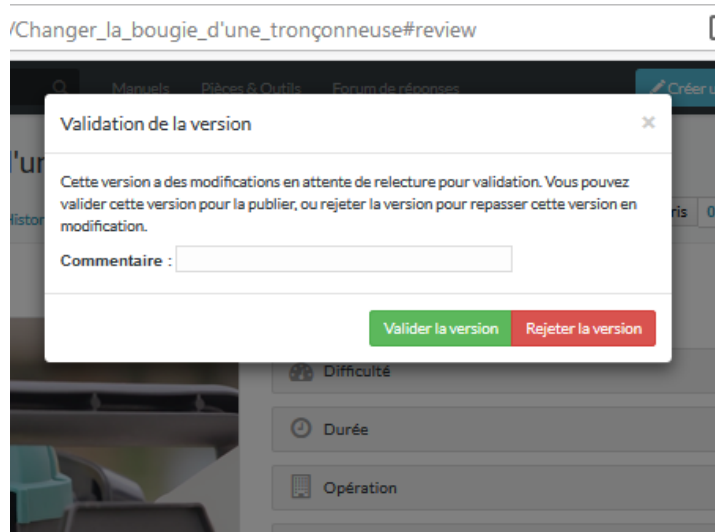 /Changer_la_bougie_d'une_tronçonneuse#review
Manuels Pièces & Outils Forum de réponses Créer u
Validation de la version ×
'ur
Cette version a des modifications en attente de relecture pour validation. Vous pouvez
Histor
valider cette version pour la publier, ou rejeter la version pour repasser cette version en
ris 0
modification.
Commentaire :
Valider la version Rejeter la version
Difficulté
Durée
Opération